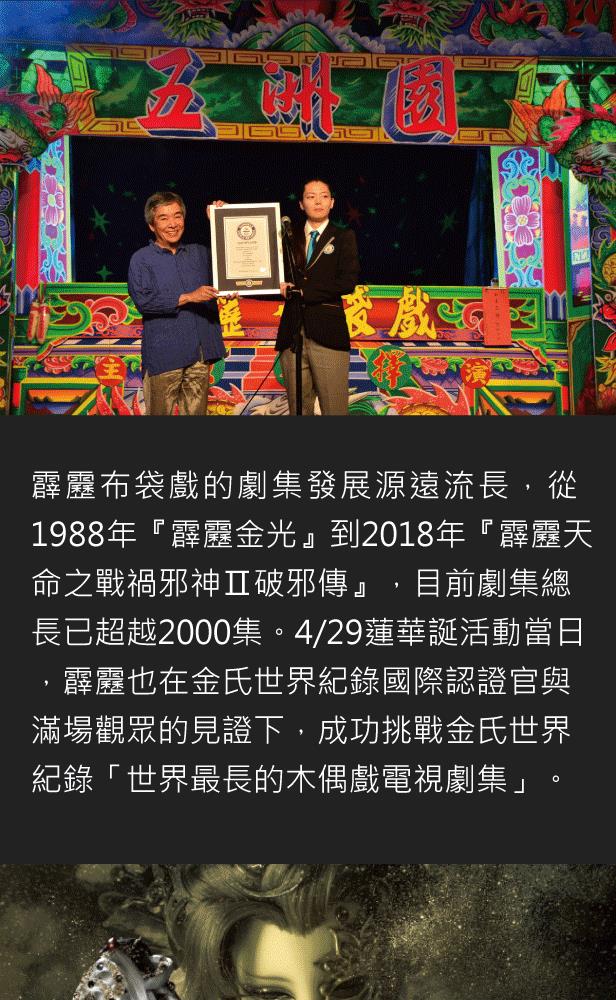 五洲園
戲
主
擇
演
霹靂布袋戲的劇集發展源遠流長，從
1988年『霹靂金光』到2018年『霹靂天
命之戰禍邪神Ⅱ破邪傳』，目前劇集總
長已超越2000集。4/29蓮華誕活動當日
，霹靂也在金氏世界紀錄國際認證官與
滿場觀眾的見證下，成功挑戰金氏世界
紀錄「世界最長的木偶戲電視劇集」。